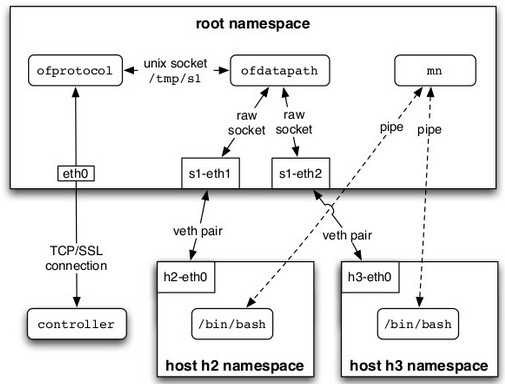 root namespace
ofprotocol
unix socket
/tmp/s1
ofdatapath
mn
raw
socket
raw
socket
pipe
pipe
eth0
s1-eth1
s1-eth2
TCP/SSL
connection
veth pair
veth pair
h2-eth0
h3-eth0
controller
/bin/bash
/bin/bash
host h2 namespace
host h3 namespace